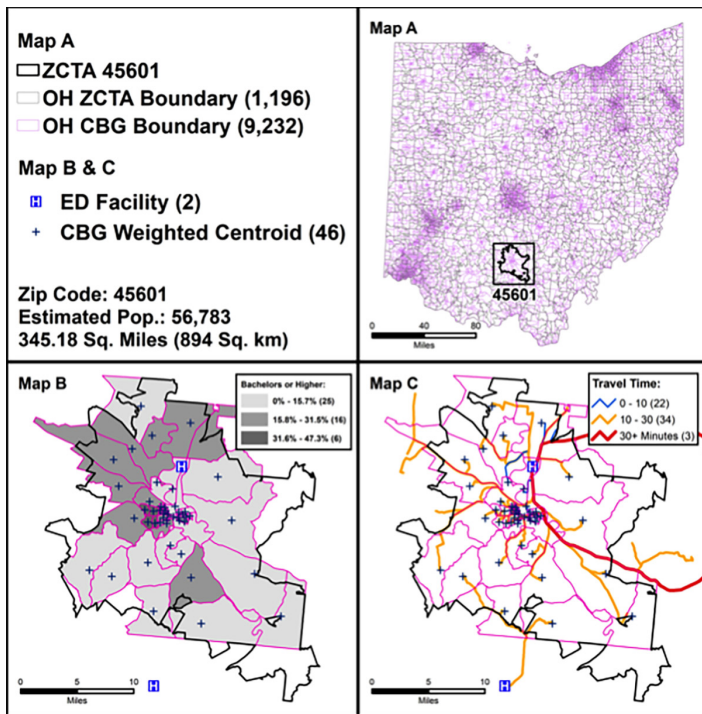 Map A
ZCTA 45601
OH ZCTA Boundary (1,196)
OH CBG Boundary (9,232)
Map B & C
H ED Facility (2)
CBG Weighted Centroid (46)
Zip Code: 45601
Estimated Pop.: 56,783
345.18 Sq. Miles (894 Sq. km)
Map A
45601
0 40 80
Miles
Map B
Bachelors or Higher:
0% - 15.7% (25)
15.8% - 31.5% (16)
31.6% - 47.3% (6)
H
H
0 5 10
Miles
Map C
Travel Time:
0 - 10 (22)
10 - 30 (34)
30+ Minutes (3)
H
H
0 5 10
Miles